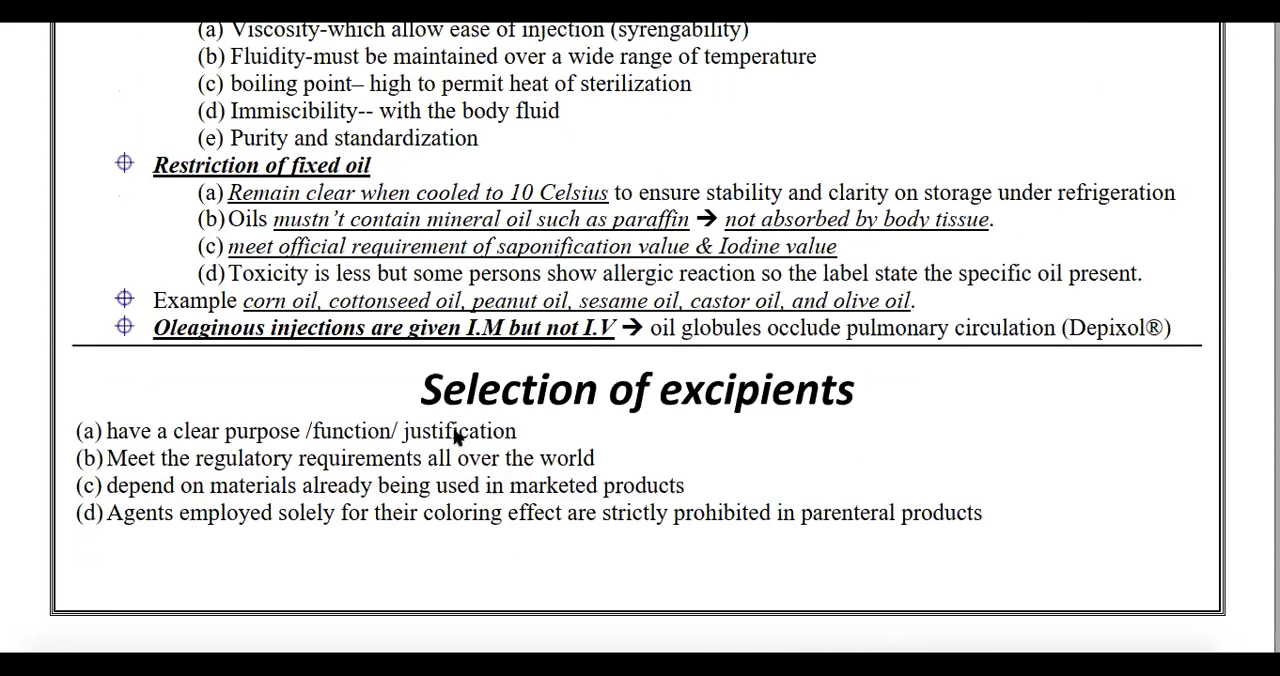 (a) Viscosity-which allow ease of injection (syrengability)
(b) Fluidity-must be maintained over a wide range of temperature
(c) boiling point– high to permit heat of sterilization
(d) Immiscibility-- with the body fluid
(e) Purity and standardization
Restriction of fixed oil
(a) Remain clear when cooled to 10 Celsius to ensure stability and clarity on storage under refrigeration
(b) Oils mustn’t contain mineral oil such as paraffin ➔ not absorbed by body tissue.
(c) meet official requirement of saponification value & Iodine value
(d) Toxicity is less but some persons show allergic reaction so the label state the specific oil present.
Example corn oil, cottonseed oil, peanut oil, sesame oil, castor oil, and olive oil.
Oleaginous injections are given I.M but not I.V ➔ oil globules occlude pulmonary circulation (Depixol®)
Selection of excipients
(a) have a clear purpose /function/ justification
(b) Meet the regulatory requirements all over the world
(c) depend on materials already being used in marketed products
(d) Agents employed solely for their coloring effect are strictly prohibited in parenteral products